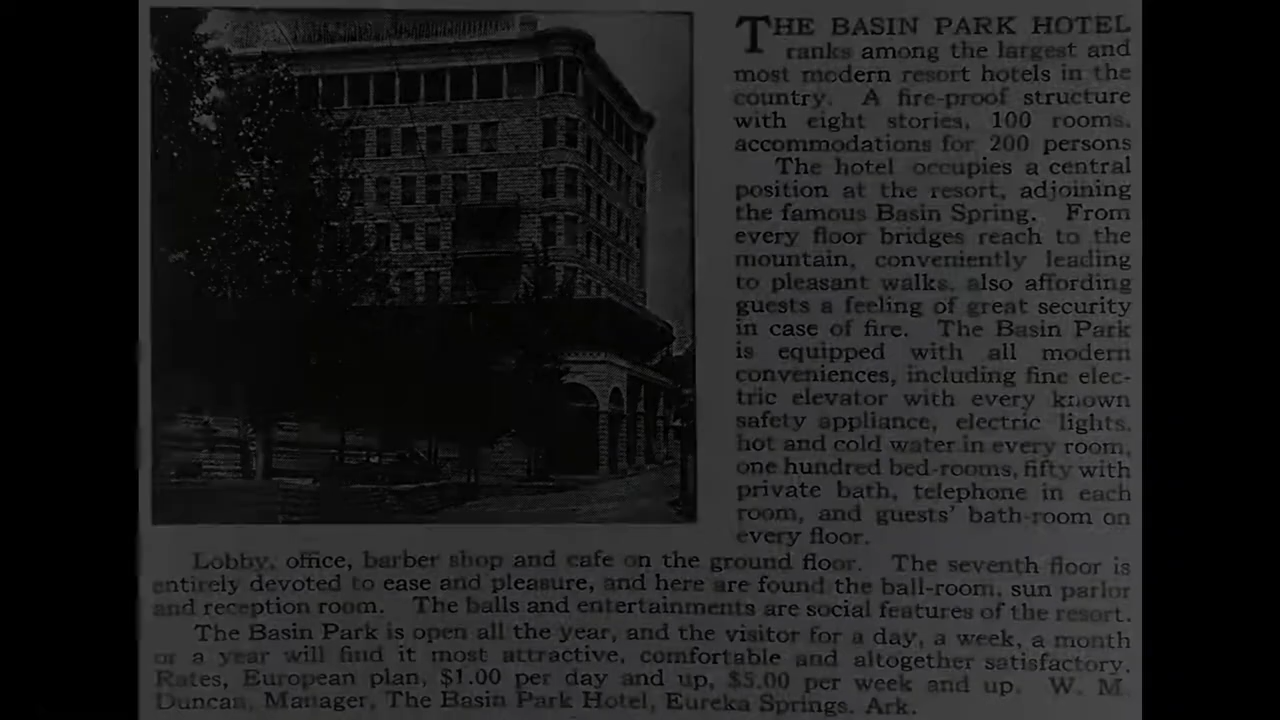 THE BASIN PARK HOTEL
ranks among the largest and
most modern resort hotels in the
country. A fire-proof structure
with eight stories, 100 rooms,
accommodations for 200 persons
The hotel occupies a central
position at the resort, adjoining
the famous Basin Spring. From
every floor bridges reach to the
mountain, conveniently leading
to pleasant walks, also affording
guests a feeling of great security
in case of fire. The Basin Park
is equipped with all modern
conveniences, including fine elec-
tric elevator with every known
safety appliance, electric lights,
hot and cold water in every room,
one hundred bed-rooms, fifty with
private bath, telephone in each
room, and guests' bath-room on
every floor.
Lobby, office, barber shop and cafe on the ground floor. The seventh floor is
entirely devoted to ease and pleasure, and here are found the ball-room, sun parlor
and reception room. The balls and entertainments are social features of the resort.
The Basin Park is open all the year, and the visitor for a day, a week, a month
or a year will find it most attractive, comfortable and altogether satisfactory.
Rates, European plan, $1.00 per day and up, $5.00 per week and up. W. M.
Duncan, Manager, The Basin Park Hotel, Eureka Springs, Ark.